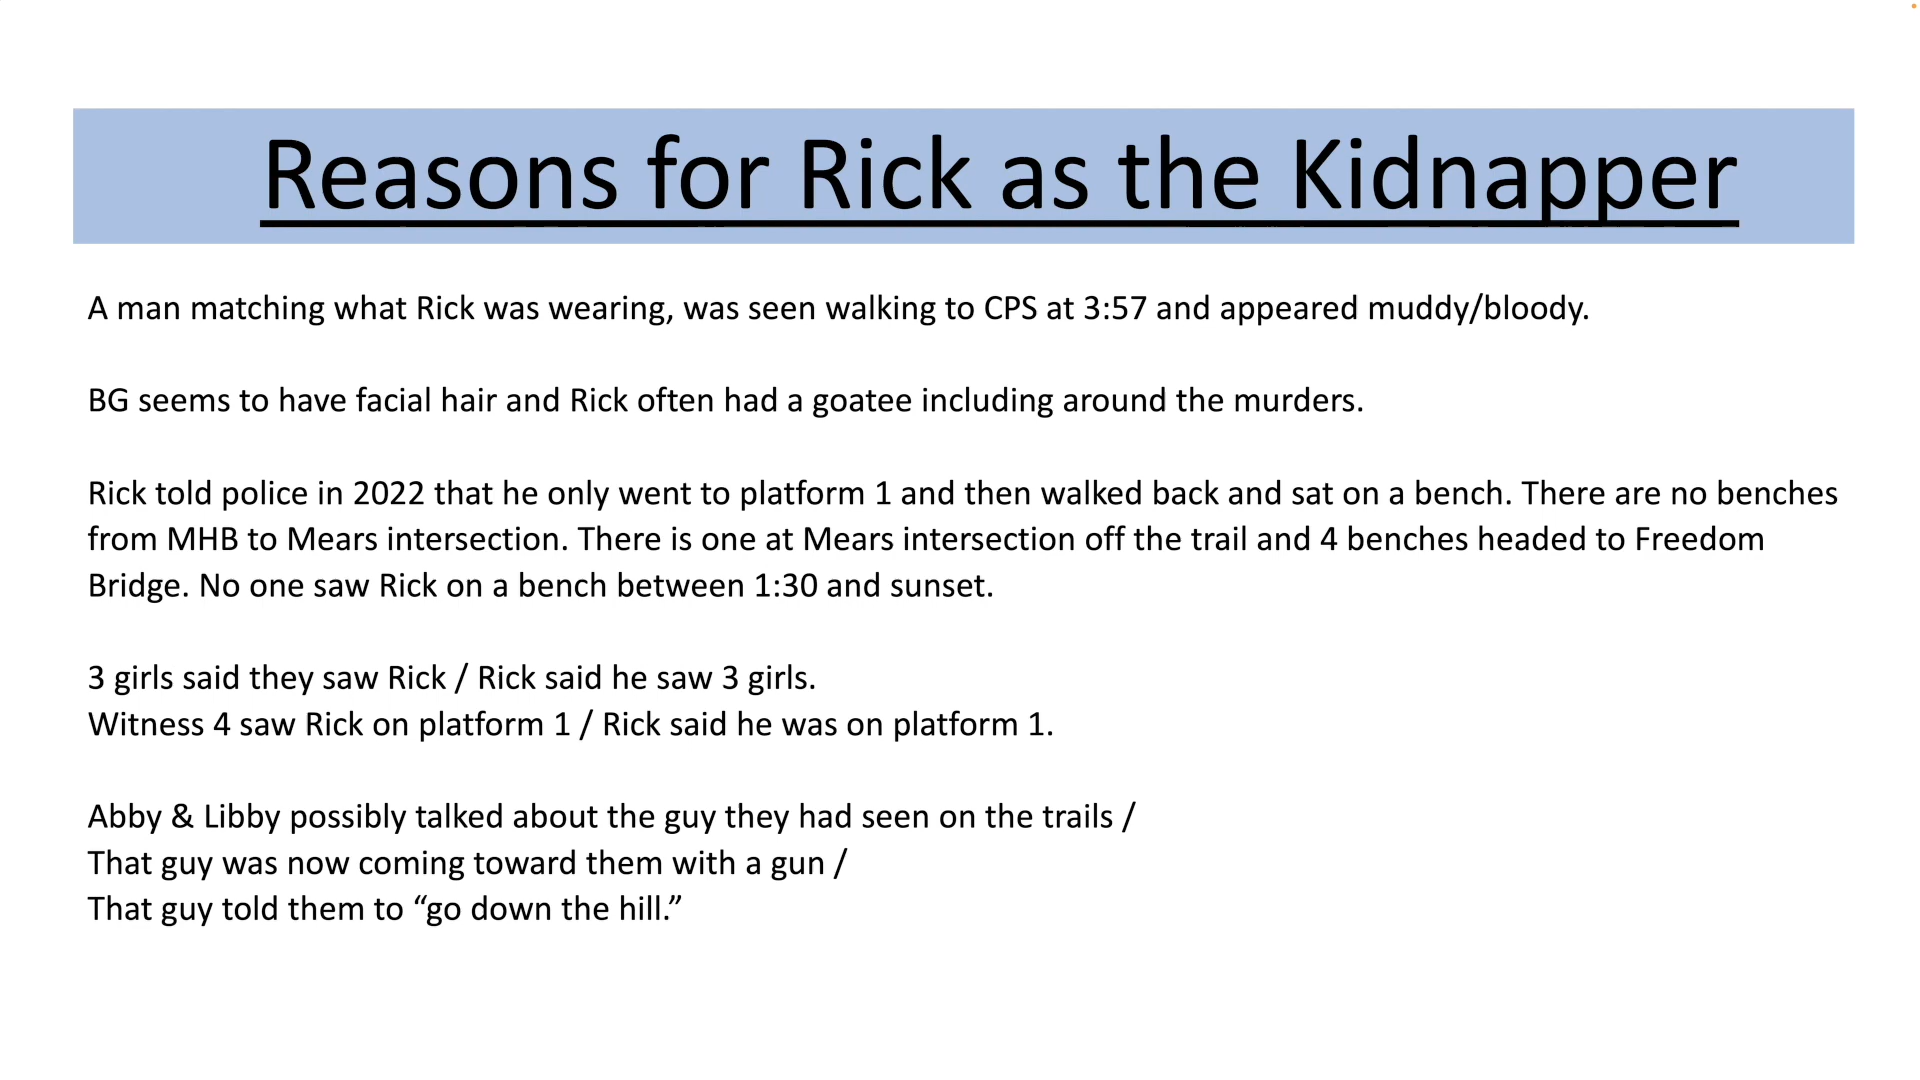 Reasons for Rick as the Kidnapper
A man matching what Rick was wearing, was seen walking to CPS at 3:57 and appeared muddy/bloody.
BG seems to have facial hair and Rick often had a goatee including around the murders.
Rick told police in 2022 that he only went to platform 1 and then walked back and sat on a bench. There are no benches
from MHB to Mears intersection. There is one at Mears intersection off the trail and 4 benches headed to Freedom
Bridge. No one saw Rick on a bench between 1:30 and sunset.
3 girls said they saw Rick / Rick said he saw 3 girls.
Witness 4 saw Rick on platform 1 / Rick said he was on platform 1.
Abby & Libby possibly talked about the guy they had seen on the trails /
That guy was now coming toward them with a gun /
That guy told them to “go down the hill.”